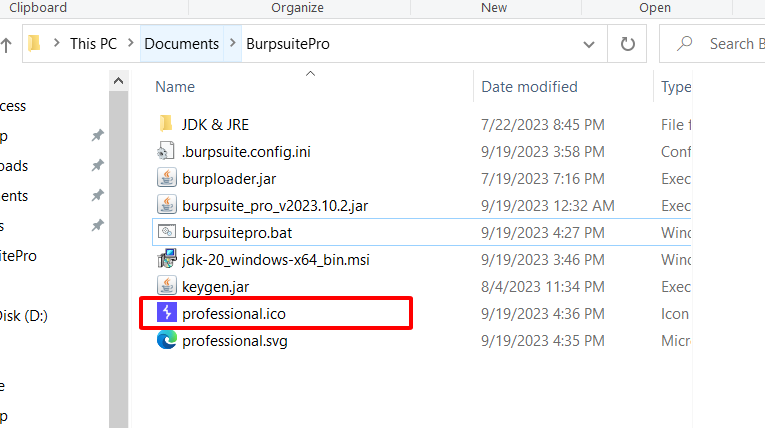 Clipboard Organize New Open
This PC Documents BurpsuitePro Search B
Name Date modified Type
JDK & JRE 7/22/2023 8:45 PM File f
cess .burpsuite.config.ini 9/19/2023 3:58 PM Conf
p burploader.jar 7/19/2023 7:16 PM Exec
oads burpsuite_pro_v2023.10.2.jar 9/19/2023 12:32 AM Exec
ents burpsuitepro.bat 9/19/2023 4:27 PM Wind
s jdk-20_windows-x64_bin.msi 9/19/2023 3:46 PM Wind
itePro keygen.jar 8/4/2023 11:34 PM Exec
Disk (D:) professional.ico 9/19/2023 4:36 PM Icon
professional.svg 9/19/2023 4:35 PM Micr
e
p